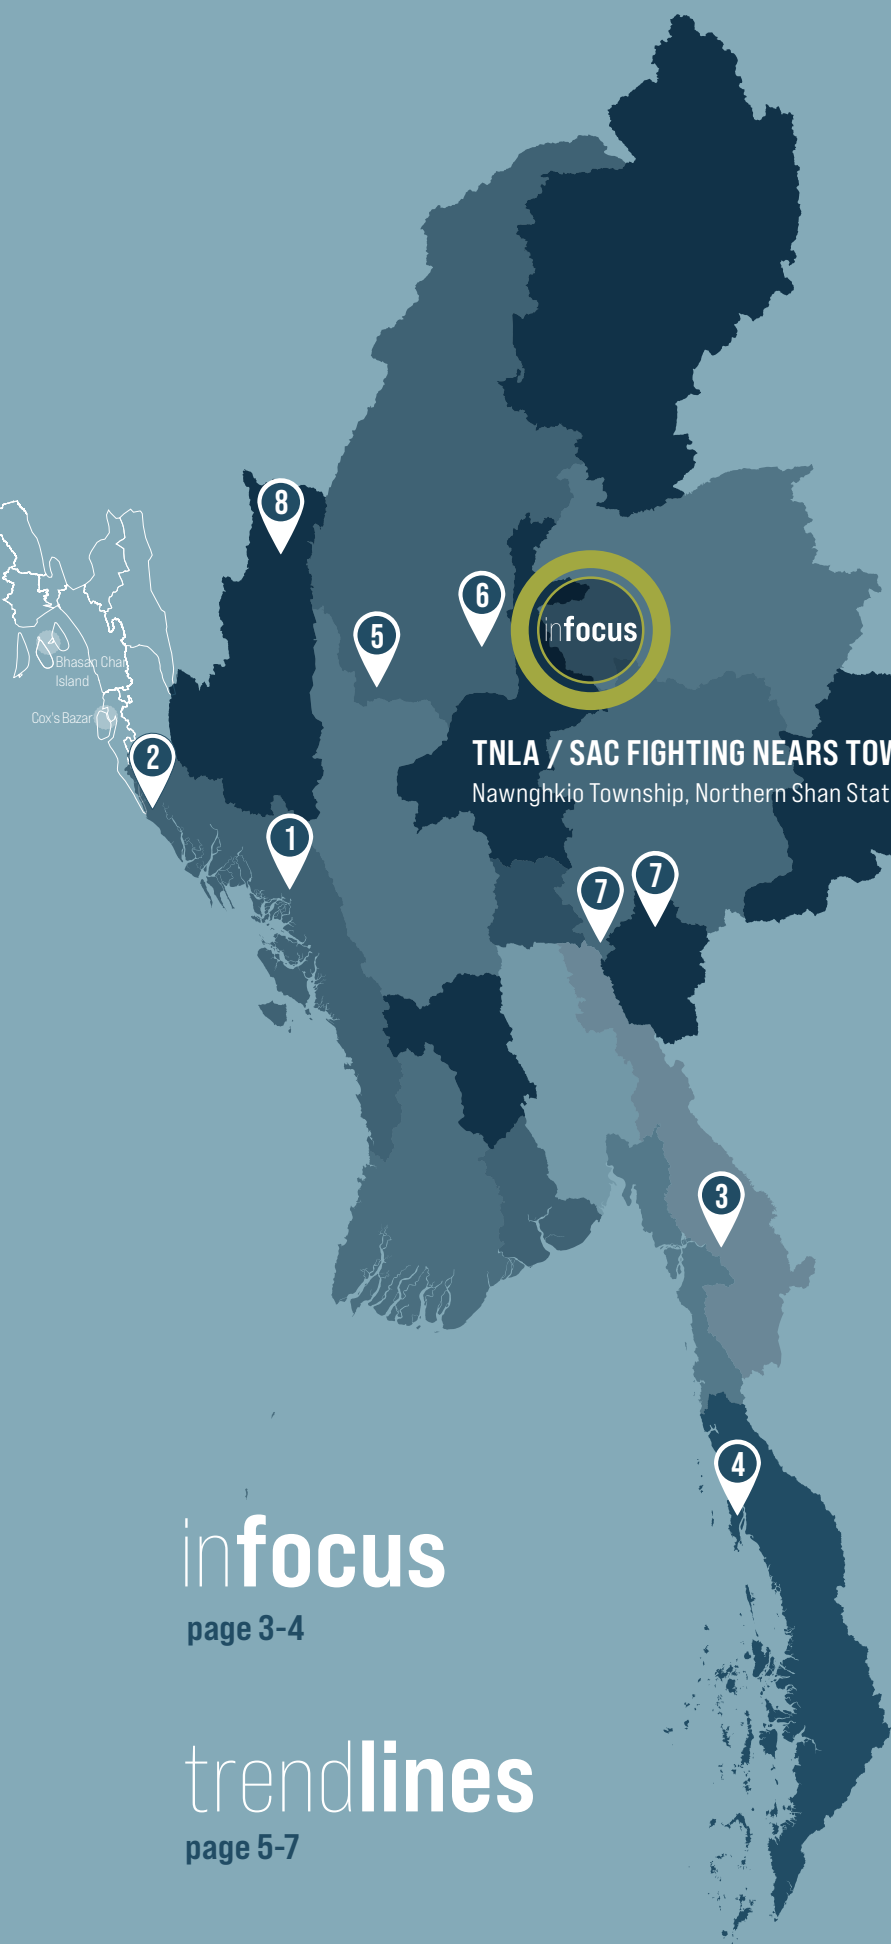 8
6
infocus
5
Bhasan Char
Island
Cox's Bazar
2
TNLA / SAC FIGHTING NEARS TOW
Nawnghkio Township, Northern Shan Stat
1
7
7
3
4
infocus
page 3-4
trendlines
page 5-7